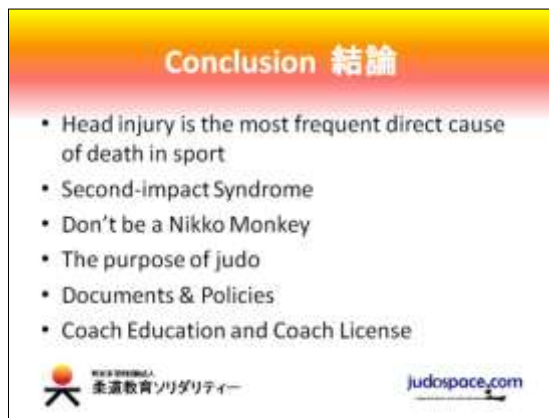 Conclusion 結論
• Head injury is the most frequent direct cause
of death in sport
• Second-impact Syndrome
• Don't be a Nikko Monkey
• The purpose of judo
• Documents & Policies
• Coach Education and Coach License
柔道教育ソリダリティー
judospace.com